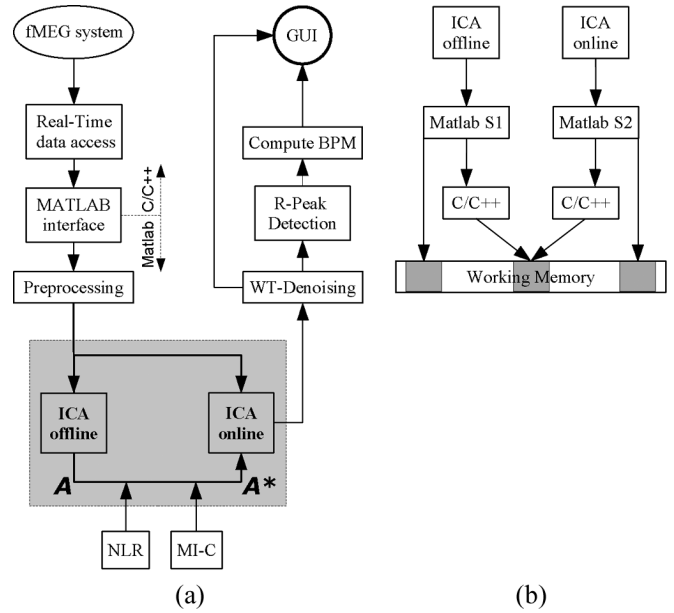 fMEG system
Real-Time
data access
MATLAB
interface
Matlab C/C++
Preprocessing
ICA
offline
ICA
online
A
A*
NLR
MI-C
GUI
Compute BPM
R-Peak
Detection
WT-Denoising
(a)
ICA
offline
ICA
online
Matlab S1
Matlab S2
C/C++
C/C++
Working Memory
(b)